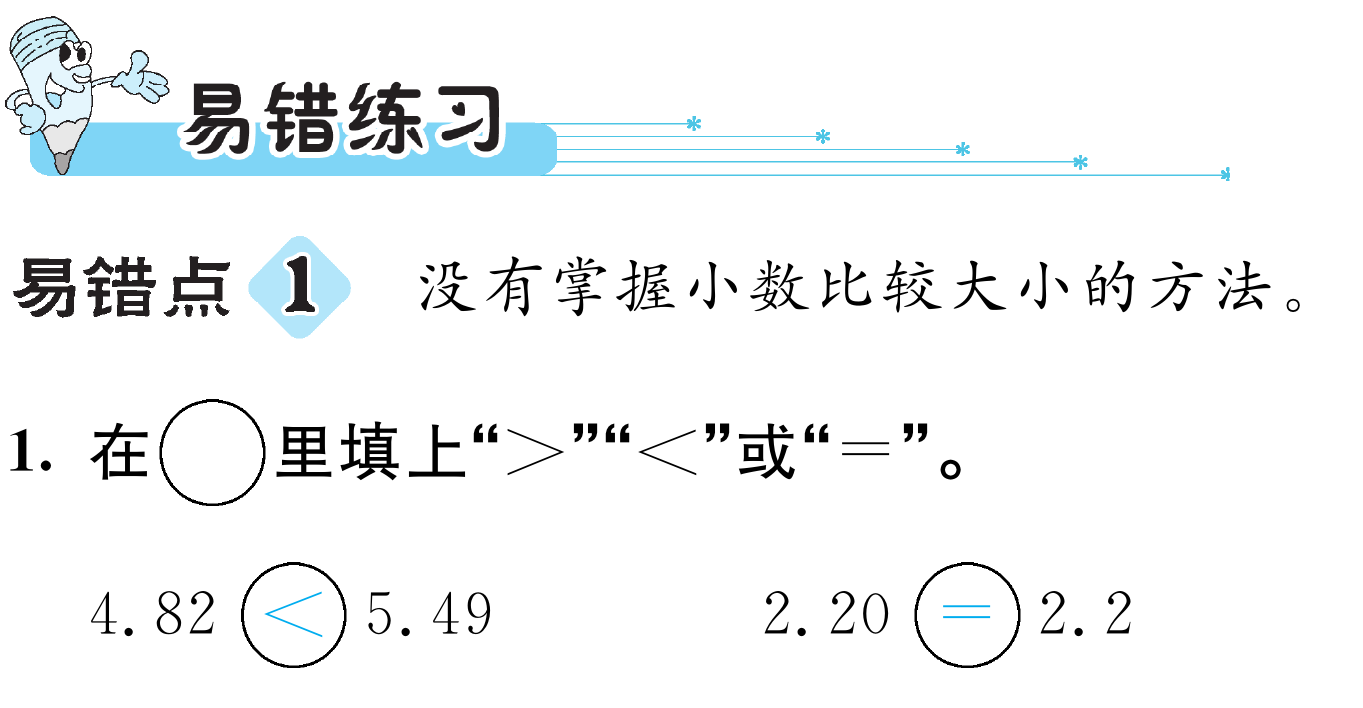 易错练习
易错点 1 没有掌握小数比较大小的方法。
1. 在○里填上“>”“<”或“=”。
4.82 < 5.49 2.20 = 2.2